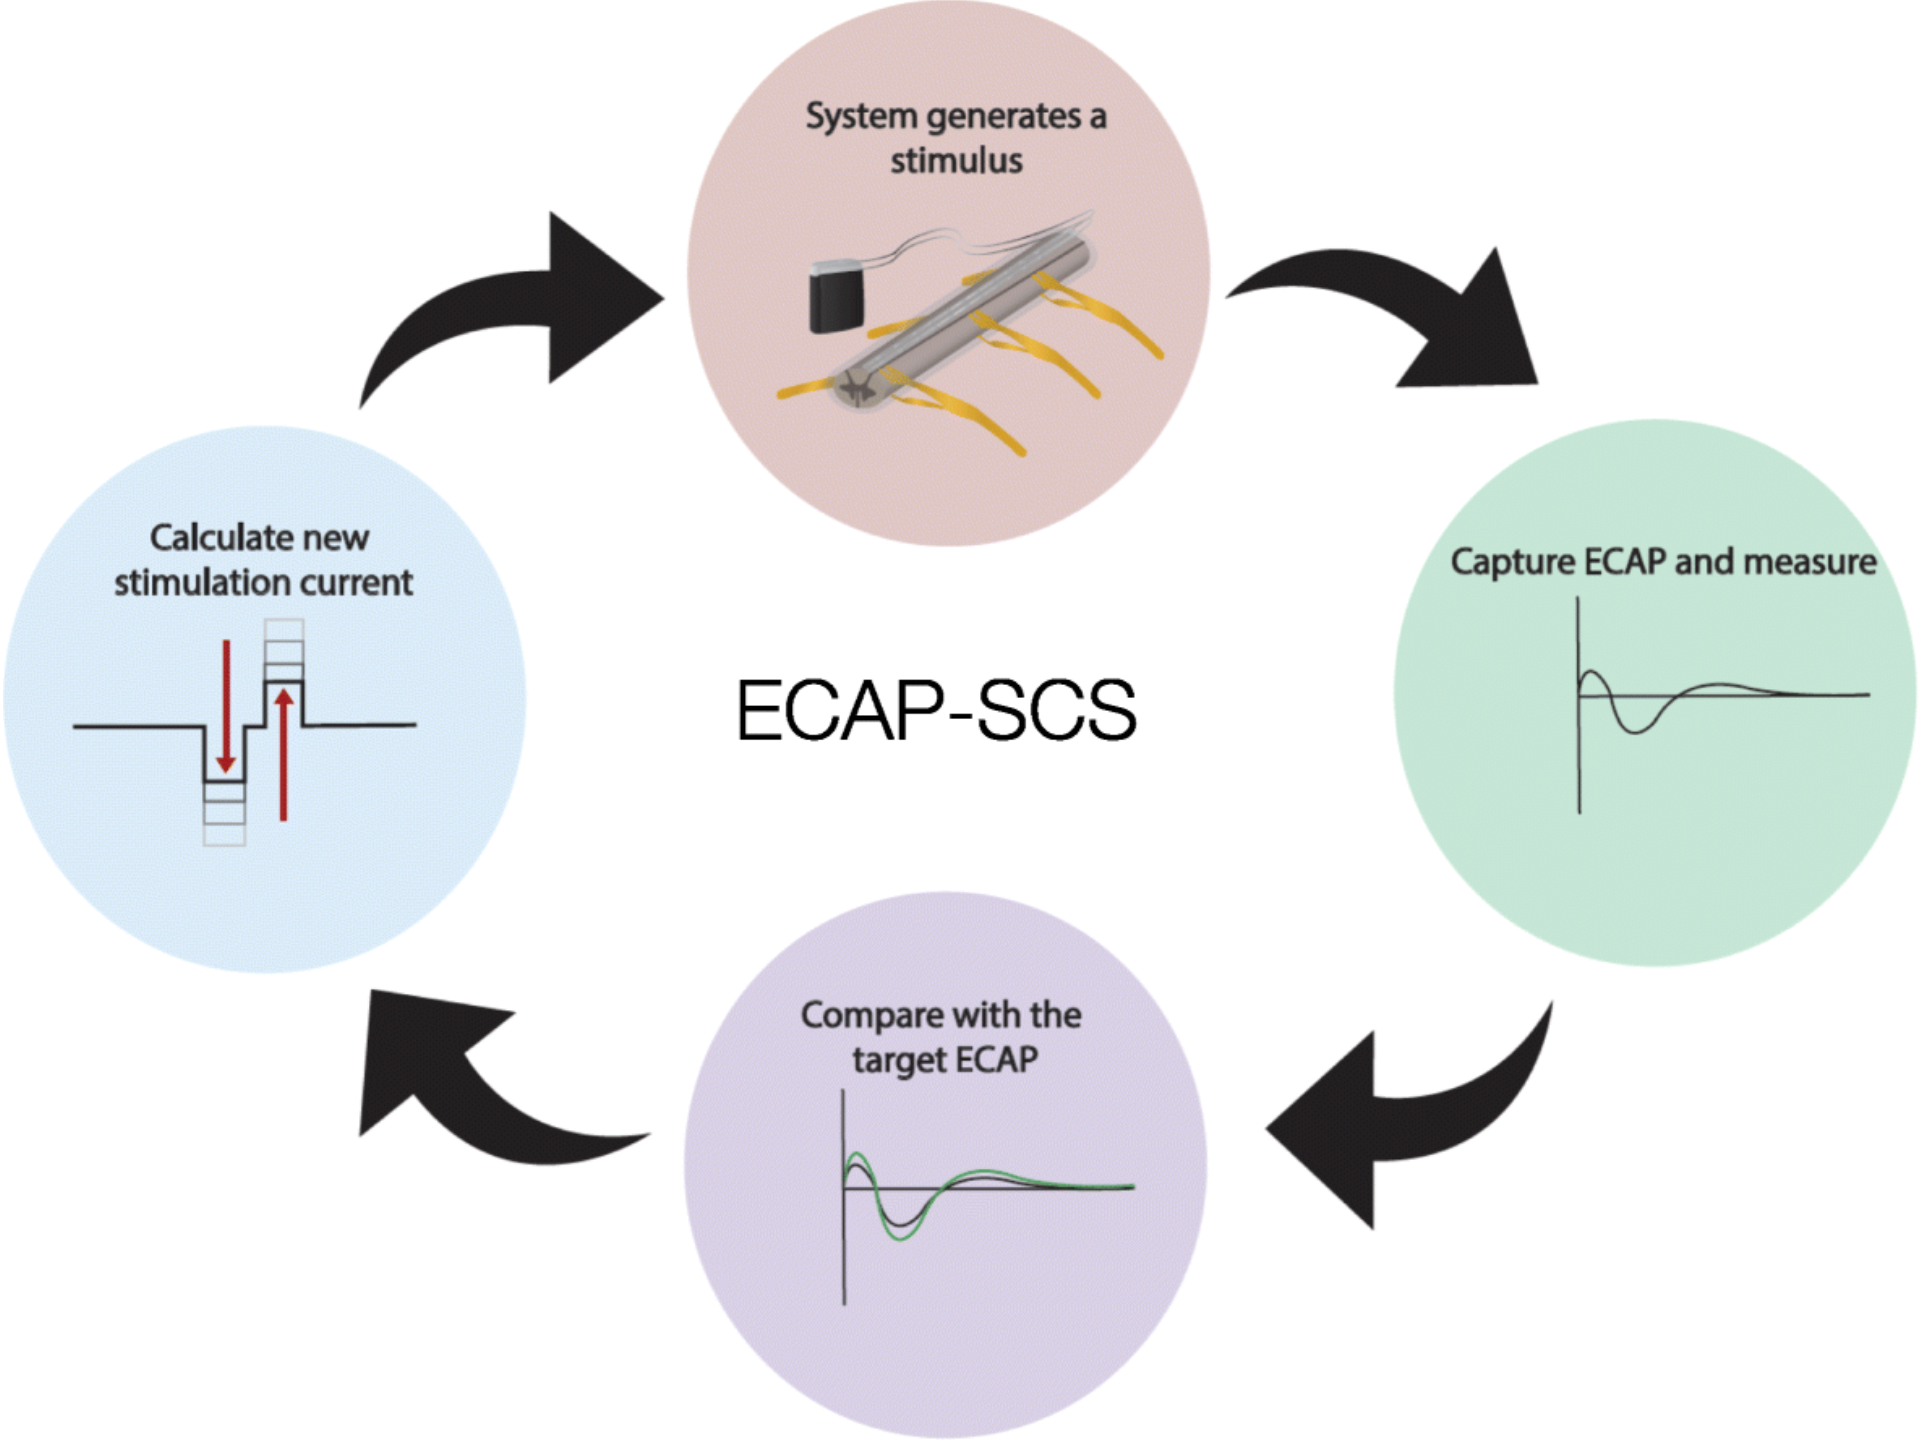 System generates a
stimulus
Capture ECAP and measure
Compare with the
target ECAP
Calculate new
stimulation current
ECAP-SCS